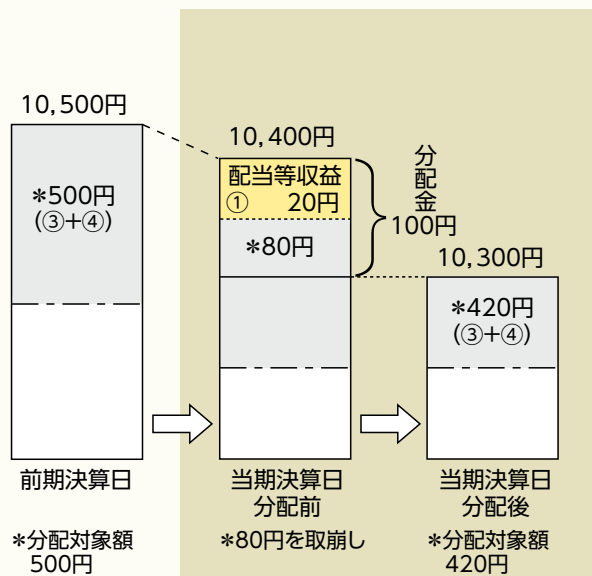 10,500円
*500円
(③+④)
前期決算日
*分配対象額
500円
10,400円
配当等収益
① 20円
*80円
分配金
100円
当期決算日
分配前
*80円を取崩し
10,300円
*420円
(③+④)
当期決算日
分配後
*分配対象額
420円